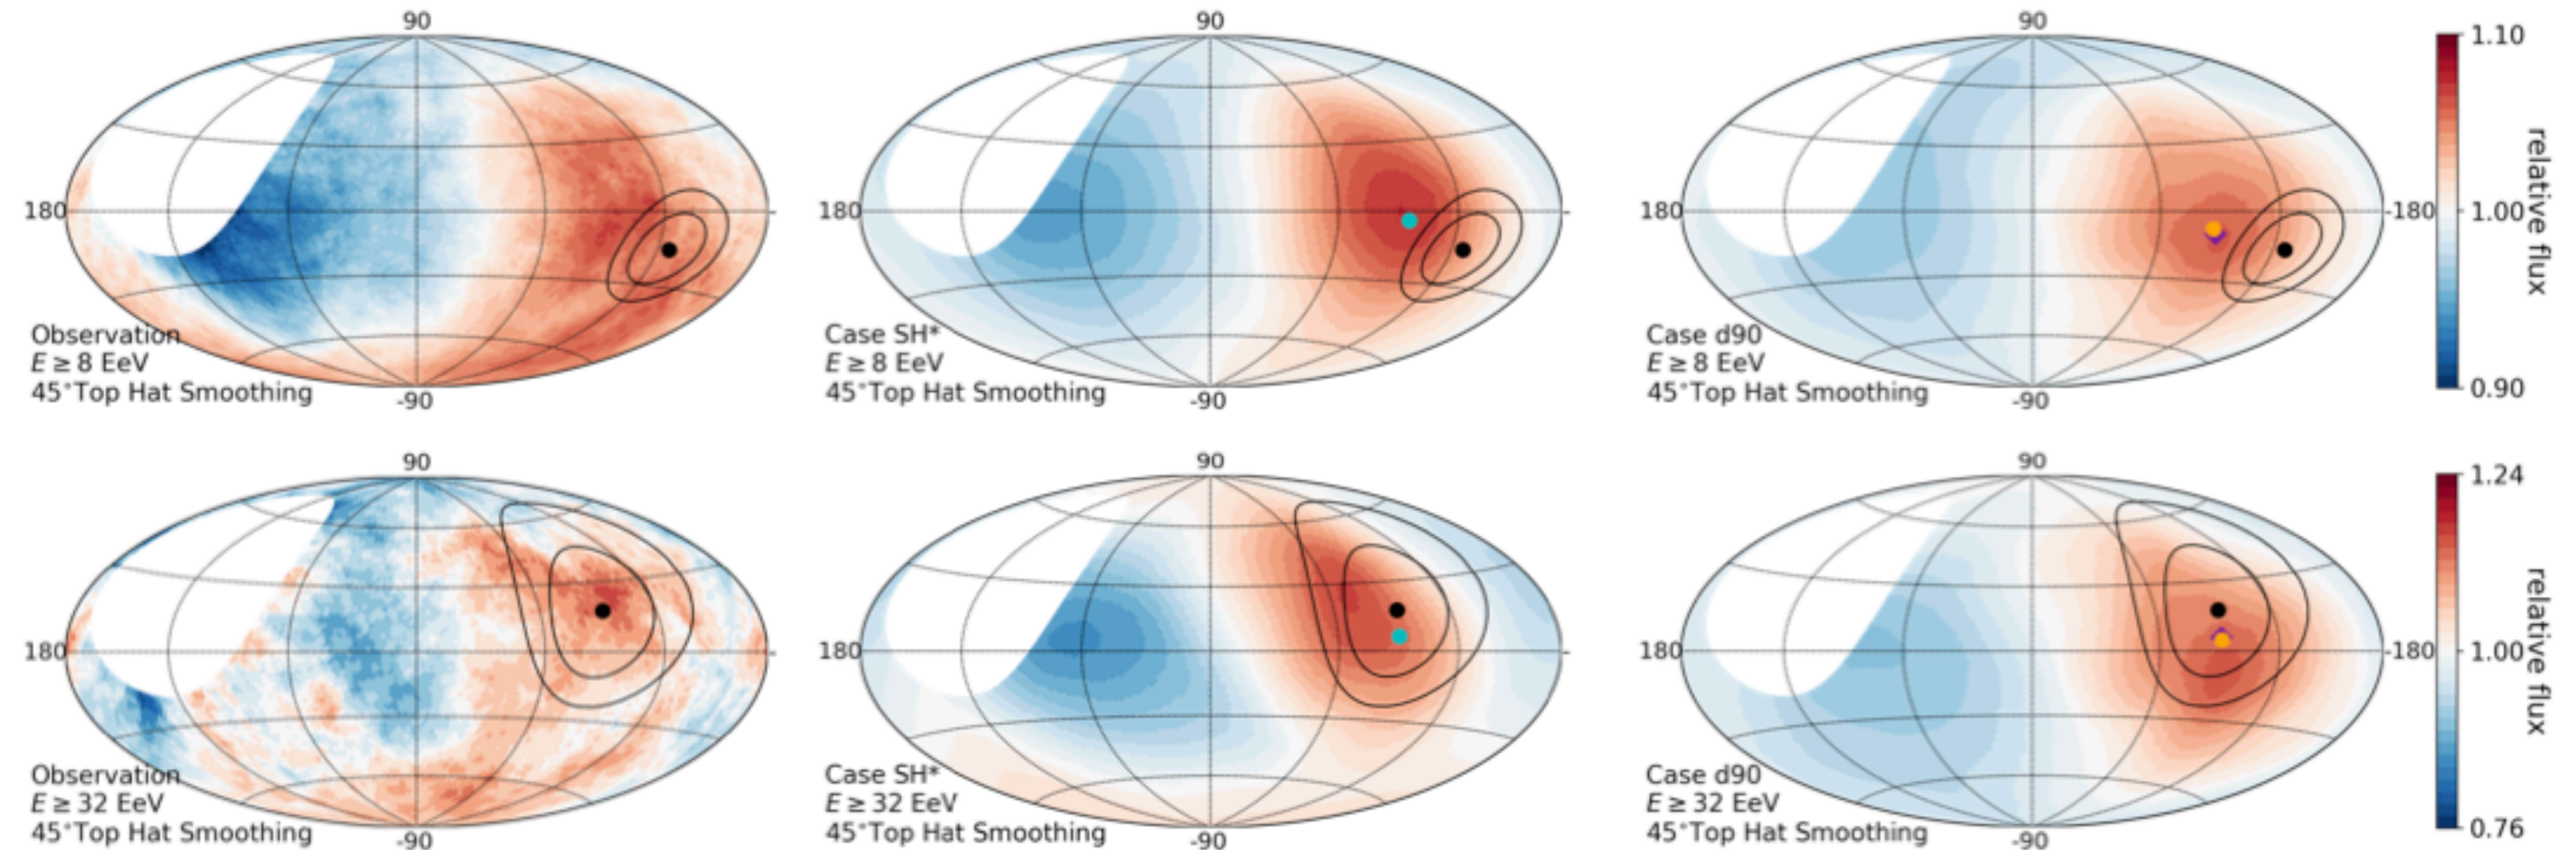 90
180
Observation
E ≥ 8 EeV
45°Top Hat Smoothing
-90
90
180
Case SH*
E ≥ 8 EeV
45°Top Hat Smoothing
-90
90
180
-180
Case d90
E ≥ 8 EeV
45°Top Hat Smoothing
-90
1.10
1.00
0.90
relative flux
90
180
Observation
E ≥ 32 EeV
45°Top Hat Smoothing
-90
90
180
Case SH*
E ≥ 32 EeV
45°Top Hat Smoothing
-90
90
180
-180
Case d90
E ≥ 32 EeV
45°Top Hat Smoothing
-90
1.24
1.00
0.76
relative flux